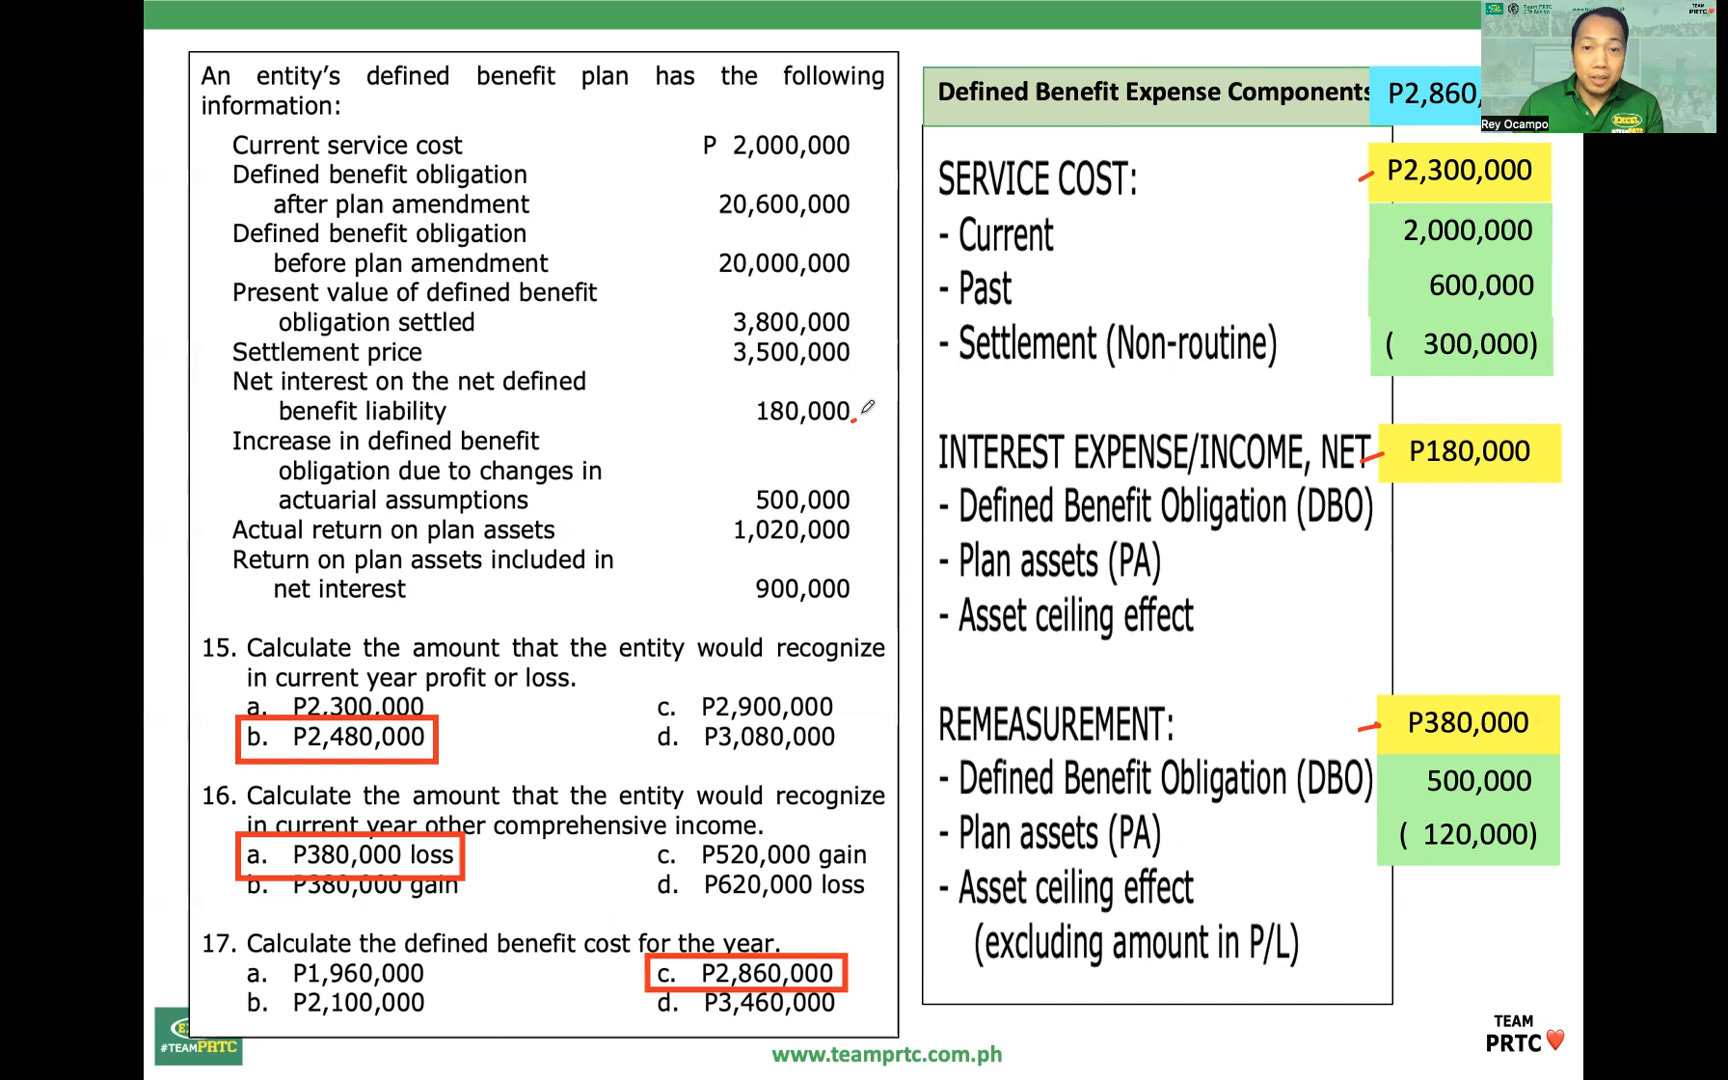 An entity's defined benefit plan has the following
information:
Current service cost P 2,000,000
Defined benefit obligation
after plan amendment 20,600,000
Defined benefit obligation
before plan amendment 20,000,000
Present value of defined benefit
obligation settled 3,800,000
Settlement price 3,500,000
Net interest on the net defined
benefit liability 180,000
Increase in defined benefit
obligation due to changes in
actuarial assumptions 500,000
Actual return on plan assets 1,020,000
Return on plan assets included in
net interest 900,000
15. Calculate the amount that the entity would recognize
in current year profit or loss.
a. P2,300,000 c. P2,900,000
b. P2,480,000 d. P3,080,000
16. Calculate the amount that the entity would recognize
in current year other comprehensive income.
a. P380,000 loss c. P520,000 gain
b. P380,000 gain d. P620,000 loss
17. Calculate the defined benefit cost for the year.
a. P1,960,000 c. P2,860,000
b. P2,100,000 d. P3,460,000
#TEAMPRTC
Defined Benefit Expense Components P2,860,
SERVICE COST: P2,300,000
- Current 2,000,000
- Past 600,000
- Settlement (Non-routine) ( 300,000)
INTEREST EXPENSE/INCOME, NET P180,000
- Defined Benefit Obligation (DBO)
- Plan assets (PA)
- Asset ceiling effect
REMEASUREMENT: P380,000
- Defined Benefit Obligation (DBO) 500,000
- Plan assets (PA) ( 120,000)
- Asset ceiling effect
(excluding amount in P/L)
www.teamprtc.com.ph
TEAM
PRTC
Rey Ocampo
EXCEL
#TEAMPRTC
Team PRTC
TEAM
PRTC